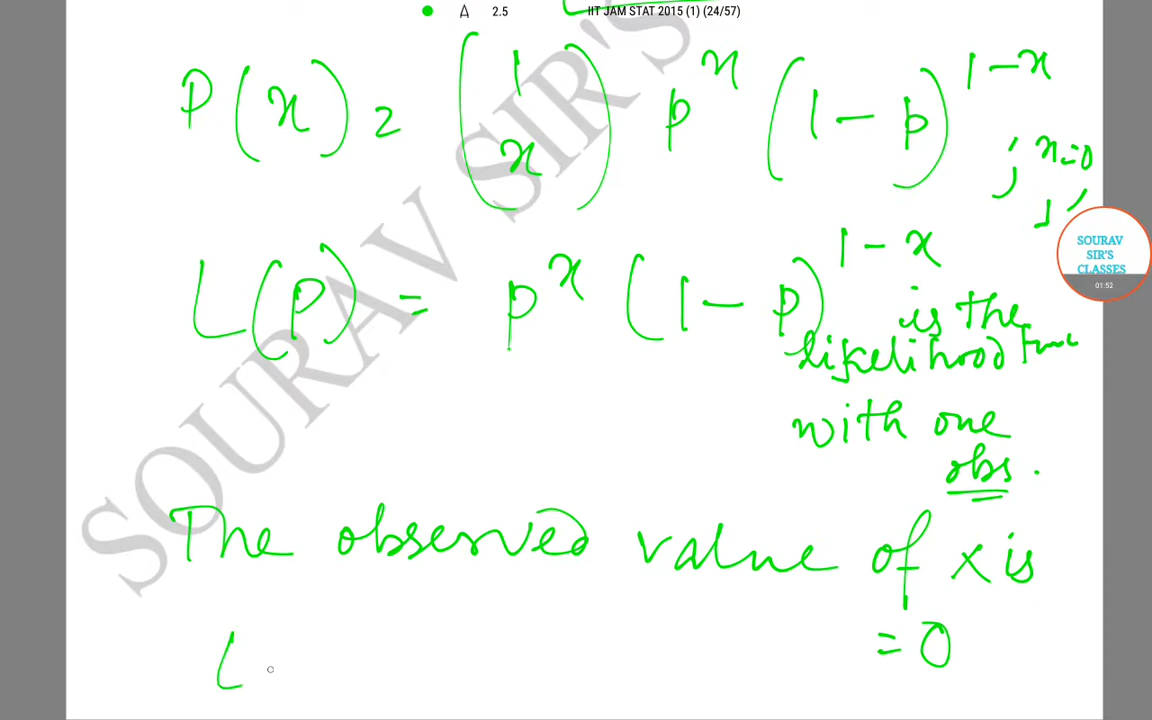 A 2.5 IIT JAM STAT 2015 (1) (24/57)
P(x) = (1 x) p^x (1-p)^{1-x} ; x=0, 1
L(p) = p^x (1-p)^{1-x} is the
likelihood func
with one
obs.
The observed value of x is
= 0
L
SOURAV
SIR'S
CLASSES
01:52
SOURAV SIR'S